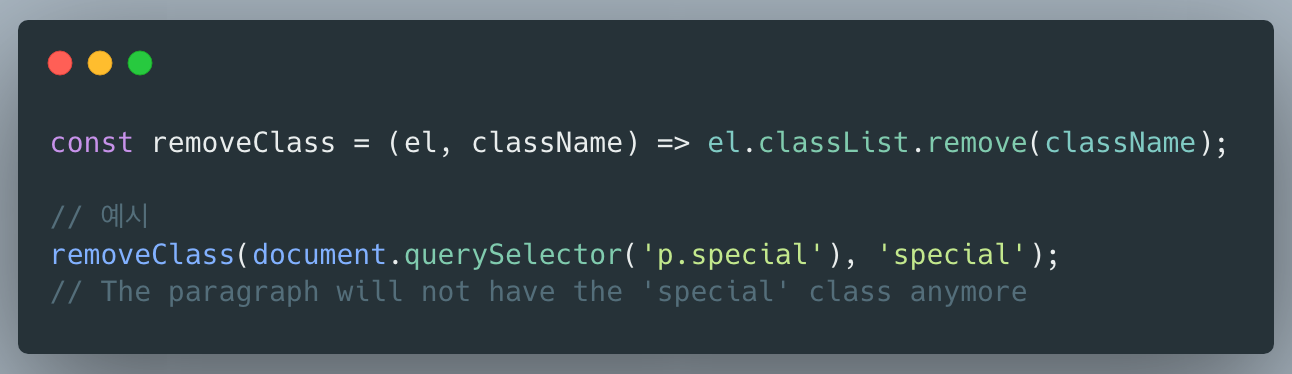 const removeClass = (el, className) => el.classList.remove(className);
// 예시
removeClass(document.querySelector('p.special'), 'special');
// The paragraph will not have the 'special' class anymore